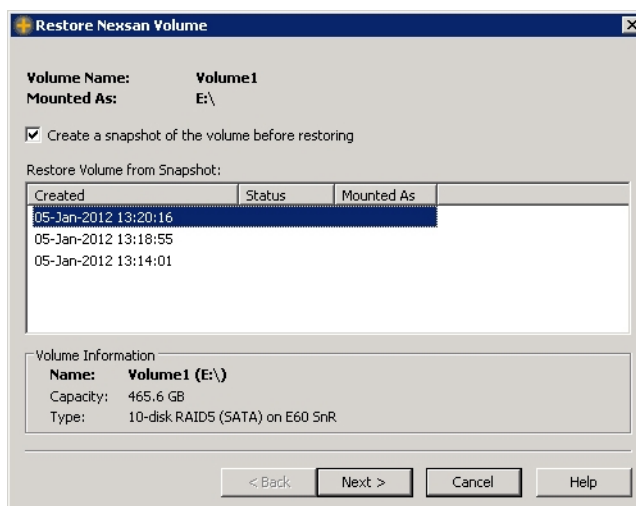 Restore Nexsan Volume
Volume Name: Volume1
Mounted As: E:\
Create a snapshot of the volume before restoring
Restore Volume from Snapshot:
Created Status Mounted As
05-Jan-2012 13:20:16
05-Jan-2012 13:18:55
05-Jan-2012 13:14:01
Volume Information
Name: Volume1 (E:\)
Capacity: 465.6 GB
Type: 10-disk RAID5 (SATA) on E60 SnR
< Back Next > Cancel Help